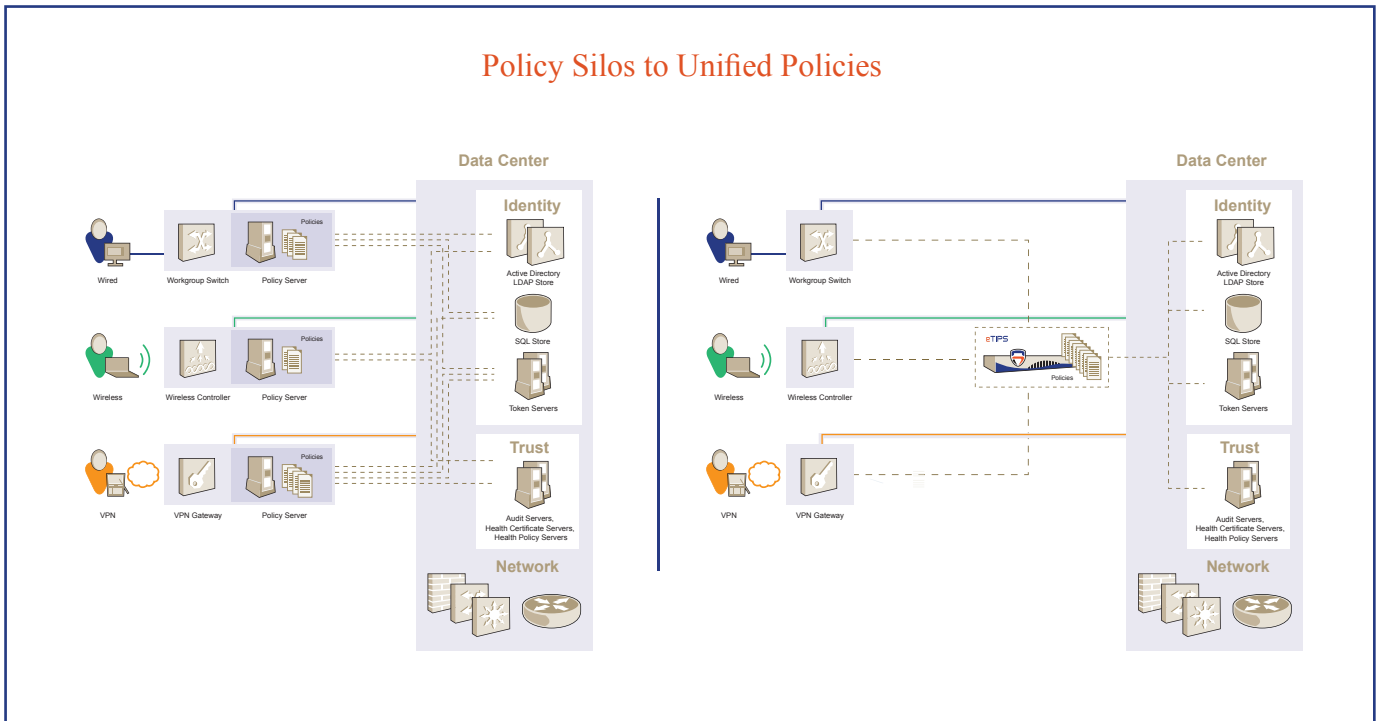 Policy Silos to Unified Policies
Data Center
Identity
Policies
Wired
Workgroup Switch
Policy Server
Active Directory
LDAP Store
Policies
SQL Store
Wireless
Wireless Controller
Policy Server
Token Servers
Trust
Policies
VPN
VPN Gateway
Policy Server
Audit Servers,
Health Certificate Servers,
Health Policy Servers
Network
Data Center
Identity
Wired
Workgroup Switch
Active Directory
LDAP Store
eTIPS
Policies
SQL Store
Wireless
Wireless Controller
Token Servers
Trust
VPN
VPN Gateway
Audit Servers,
Health Certificate Servers,
Health Policy Servers
Network